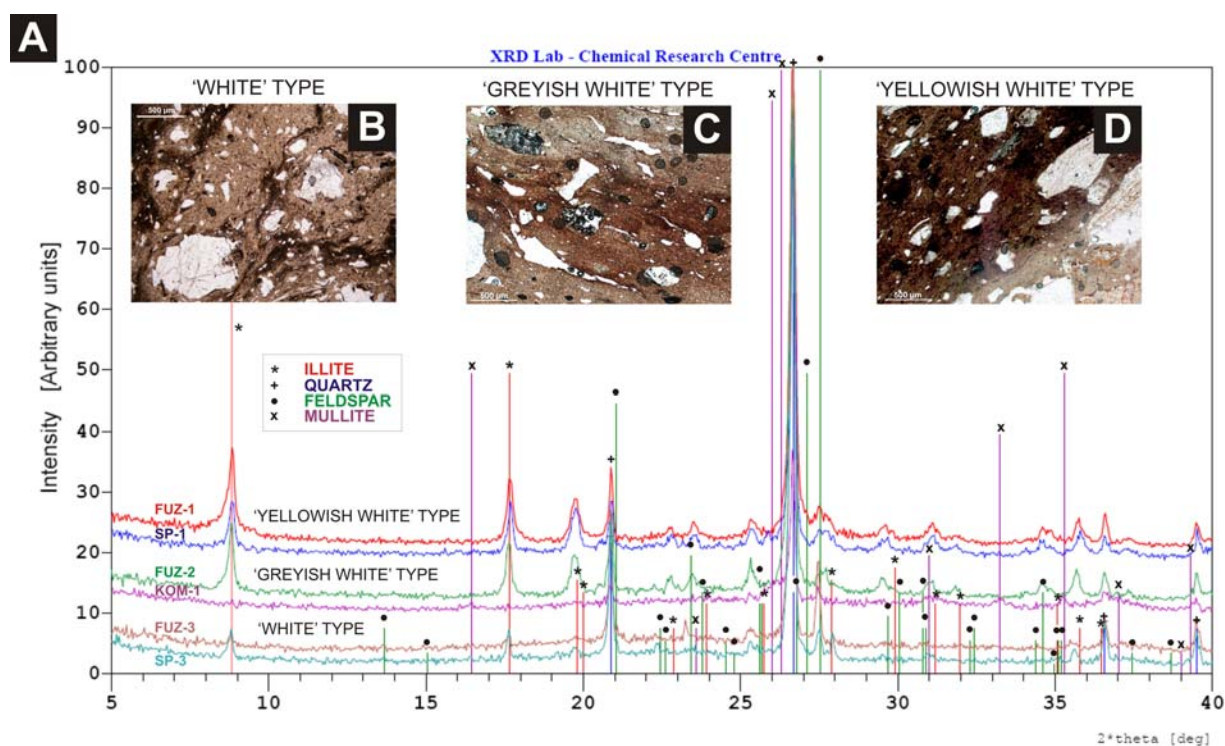 A
XRD Lab - Chemical Research Centre
'WHITE' TYPE
'GREYISH WHITE' TYPE
'YELLOWISH WHITE' TYPE
500 µm
B
C
500 µm
D
500 µm
Intensity [Arbitrary units]
100
90
80
70
60
50
40
30
20
10
0
* ILLITE
+ QUARTZ
• FELDSPAR
x MULLITE
FUZ-1
'YELLOWISH WHITE' TYPE
SP-1
FUZ-2
'GREYISH WHITE' TYPE
KOM-1
FUZ-3
'WHITE' TYPE
SP-3
5 10 15 20 25 30 35 40
2*theta [deg]